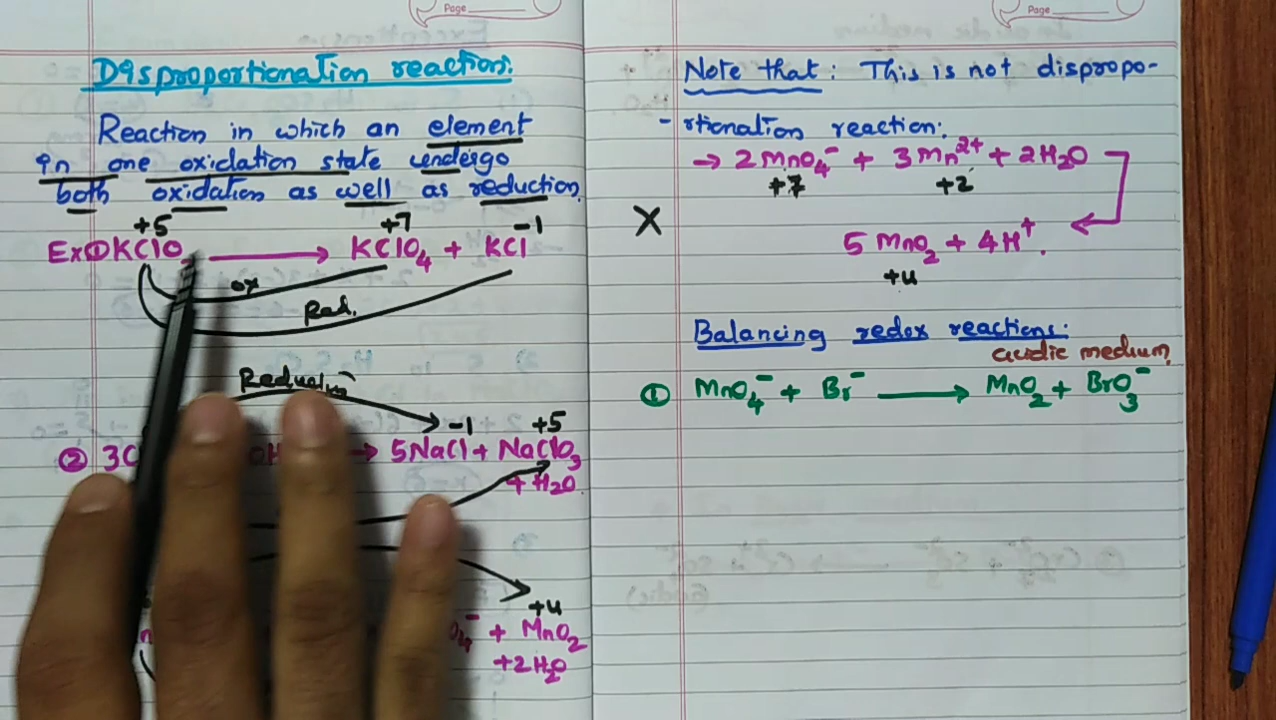 Page
Disproportionation reaction:
Reaction in which an element
in one oxidation state undergo
both oxidation as well as reduction.
+5 +7 -1
Ex① KClO → KClO₄ + KCl
ox
Red.
Reduction
-1 +5
② 3C → 5NaCl + NaClO₃
+ H₂O
+4
+ MnO₂
+2H₂O
Page
Note that: This is not dispropo-
-rtionation reaction:
→ 2MnO₄⁻ + 3Mn²⁺ + 2H₂O
+7 +2
X
5 MnO₂ + 4H⁺.
+4
Balancing redox reactions:
acidic medium.
① MnO₄⁻ + Br⁻ → MnO₂ + BrO₃⁻